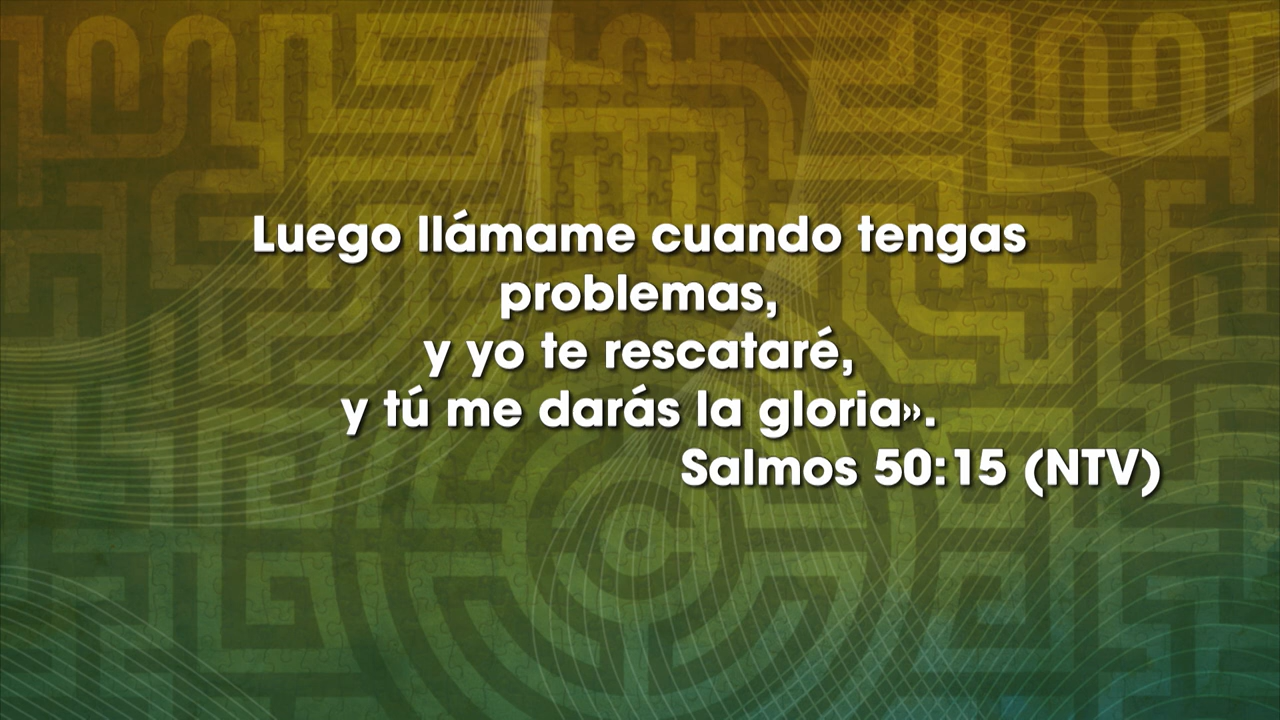 Luego llámame cuando tengas
problemas,
y yo te rescataré,
y tú me darás la gloria».
Salmos 50:15 (NTV)